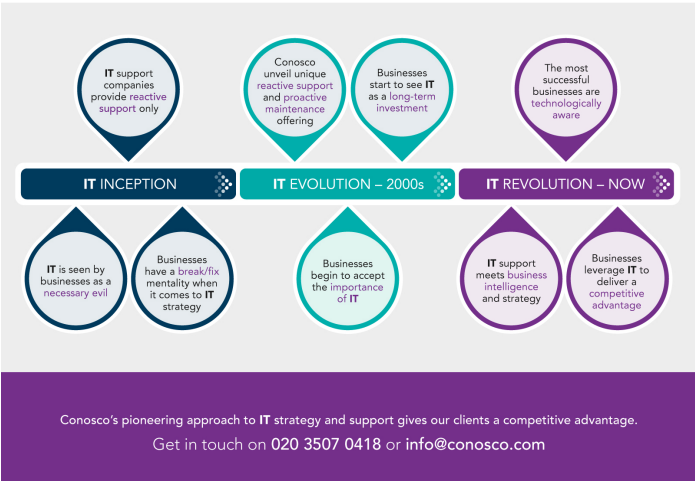 IT support
companies
provide reactive
support only
Conosco
unveil unique
reactive support
and proactive
maintenance
offering
Businesses
start to see IT
as a long-term
investment
The most
successful
businesses are
technologically
aware
IT INCEPTION
IT EVOLUTION – 2000s
IT REVOLUTION – NOW
IT is seen by
businesses as a
necessary evil
Businesses
have a break/fix
mentality when
it comes to IT
strategy
Businesses
begin to accept
the importance
of IT
IT support
meets business
intelligence
and strategy
Businesses
leverage IT to
deliver a
competitive
advantage
Conosco's pioneering approach to IT strategy and support gives our clients a competitive advantage.
Get in touch on 020 3507 0418 or info@conosco.com